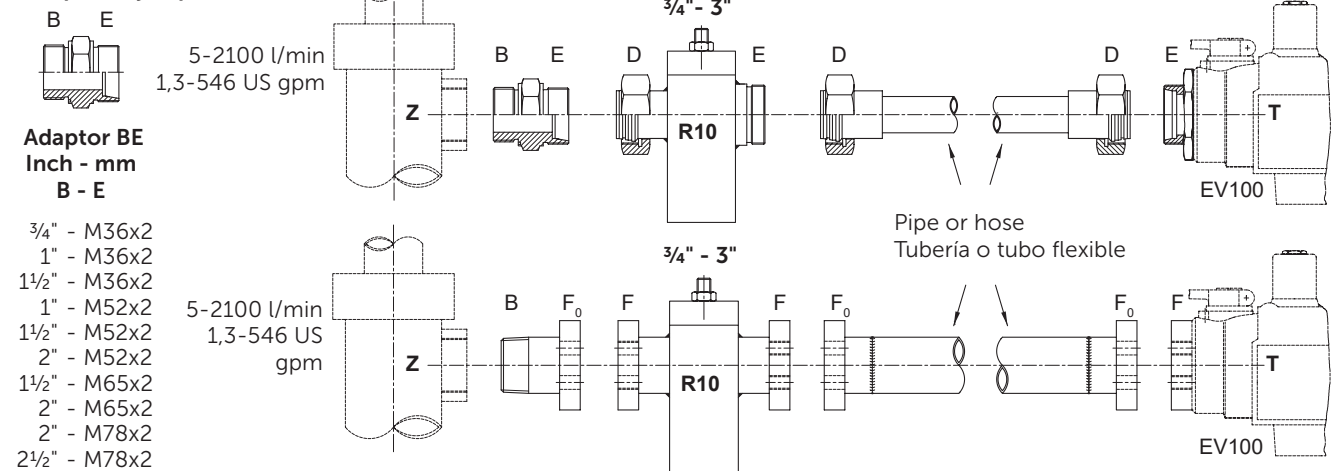 ¾"- 3"
B E
5-2100 l/min
1,3-546 US gpm
Z
B E D E D D E
R10
T
EV100
Adaptor BE
Inch - mm
B - E
¾" - M36x2
1" - M36x2
1½" - M36x2
1" - M52x2
1½" - M52x2
2" - M52x2
1½" - M65x2
2" - M65x2
2" - M78x2
2½" - M78x2
Pipe or hose
Tubería o tubo flexible
¾" - 3"
5-2100 l/min
1,3-546 US
gpm
Z
B F₀ F F F₀ F₀ F
R10
T
EV100